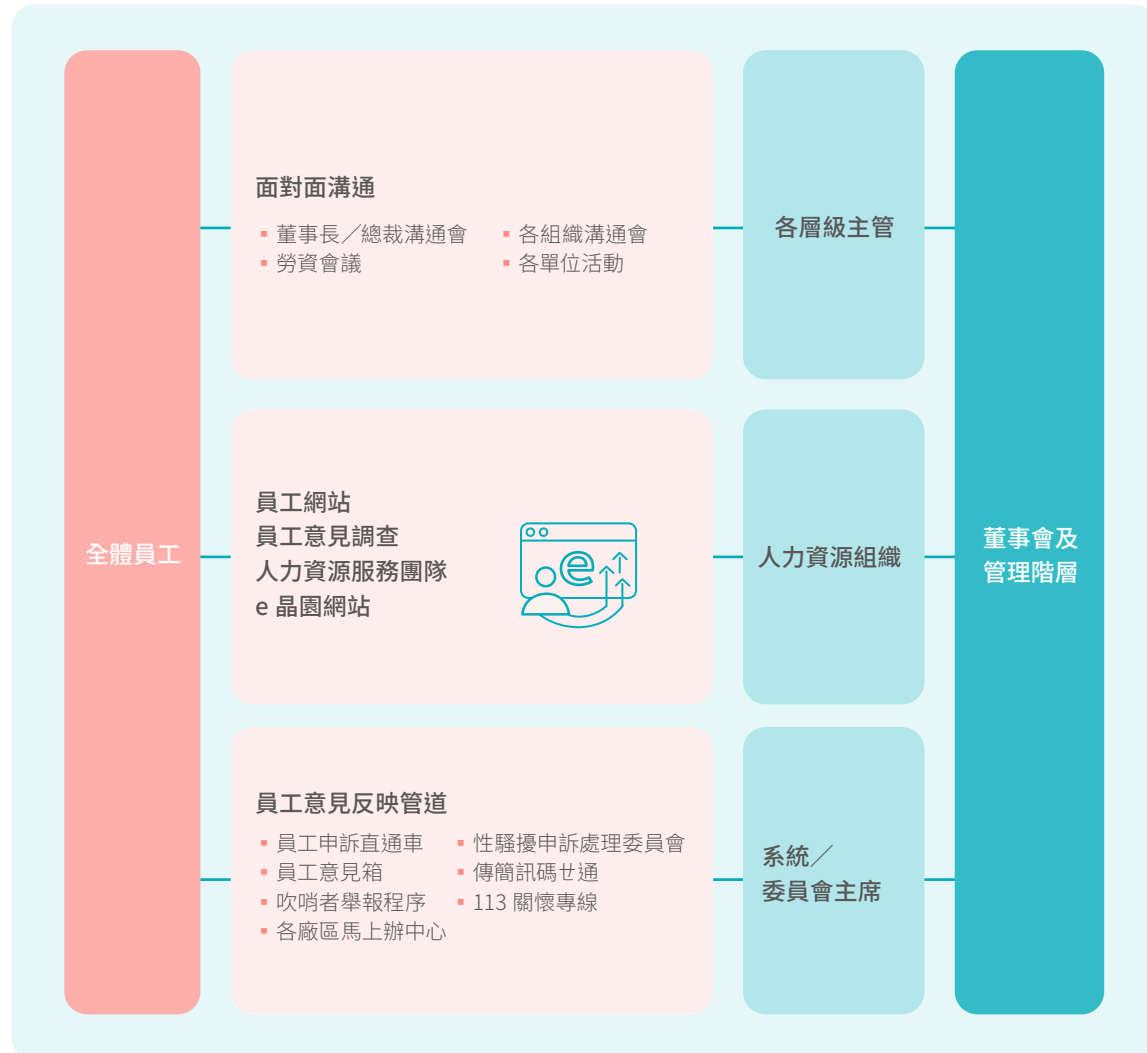 全體員工
面對面溝通
▪ 董事長／總裁溝通會
▪ 勞資會議
▪ 各組織溝通會
▪ 各單位活動
各層級主管
員工網站
員工意見調查
人力資源服務團隊
e 晶園網站
e
人力資源組織
員工意見反映管道
▪ 員工申訴直通車
▪ 員工意見箱
▪ 吹哨者舉報程序
▪ 各廠區馬上辦中心
▪ 性騷擾申訴處理委員會
▪ 傳簡訊碼ㄝ通
▪ 113 關懷專線
系統／
委員會主席
董事會及
管理階層